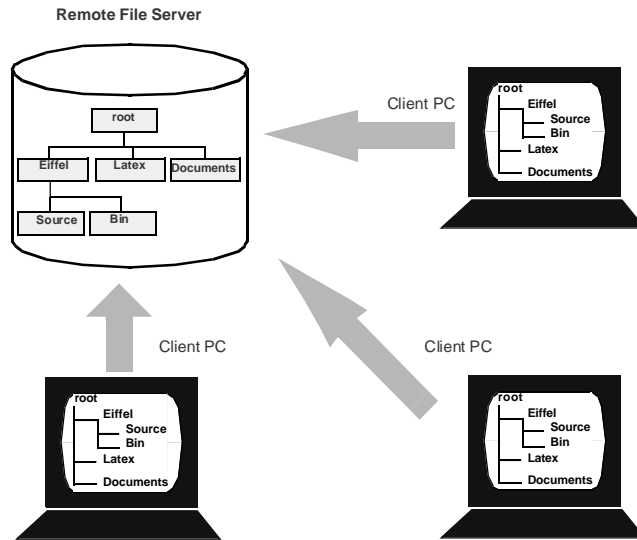 Remote File Server
root
Eiffel
Latex
Documents
Source
Bin
Client PC
root
Eiffel
Source
Bin
Latex
Documents
Client PC
root
Eiffel
Source
Bin
Latex
Documents
Client PC
root
Eiffel
Source
Bin
Latex
Documents